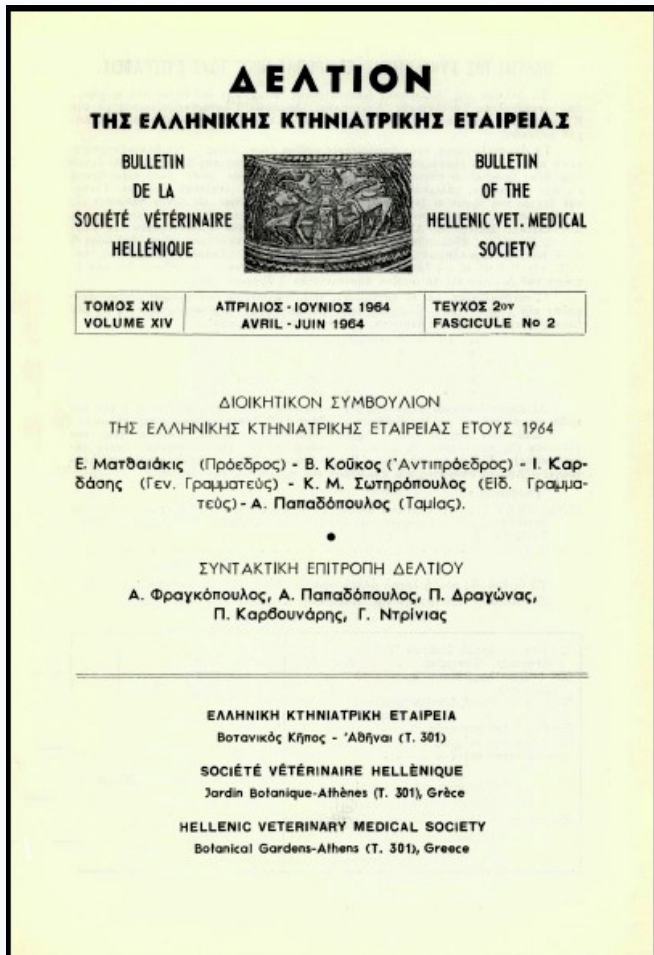 ΔΕΛΤΙΟΝ
ΤΗΣ ΕΛΛΗΝΙΚΗΣ ΚΤΗΝΙΑΤΡΙΚΗΣ ΕΤΑΙΡΕΙΑΣ
BULLETIN
DE LA
SOCIÉTÉ VÉTÉRINAIRE
HELLÉNIQUE
BULLETIN
OF THE
HELLENIC VET. MEDICAL
SOCIETY
ΤΟΜΟΣ XIV
VOLUME XIV
ΑΠΡΙΛΙΟΣ - ΙΟΥΝΙΟΣ 1964
AVRIL - JUIN 1964
ΤΕΥΧΟΣ 2ον
FASCICULE No 2
ΔΙΟΙΚΗΤΙΚΟΝ ΣΥΜΒΟΥΛΙΟΝ
ΤΗΣ ΕΛΛΗΝΙΚΗΣ ΚΤΗΝΙΑΤΡΙΚΗΣ ΕΤΑΙΡΕΙΑΣ ΕΤΟΥΣ 1964
Ε. Ματθαιάκις (Πρόεδρος) - Β. Κοῦκος (Ἀντιπρόεδρος) - Ι. Καρ-
δάσης (Γεν. Γραμματεὺς) - Κ. Μ. Σωτηρόπουλος (Εἰδ. Γραμμα-
τεὺς) - Α. Παπαδόπουλος (Ταμίας).
●
ΣΥΝΤΑΚΤΙΚΗ ΕΠΙΤΡΟΠΗ ΔΕΛΤΙΟΥ
Α. Φραγκόπουλος, Α. Παπαδόπουλος, Π. Δραγώνας,
Π. Καρβουνάρης, Γ. Ντρίνιας
ΕΛΛΗΝΙΚΗ ΚΤΗΝΙΑΤΡΙΚΗ ΕΤΑΙΡΕΙΑ
Βοτανικὸς Κῆπος - Ἀθῆναι (Τ. 301)
SOCIÉTÉ VÉTÉRINAIRE HELLÈNIQUE
Jardin Botanique-Athènes (T. 301), Grèce
HELLENIC VETERINARY MEDICAL SOCIETY
Botanical Gardens-Athens (T. 301), Greece